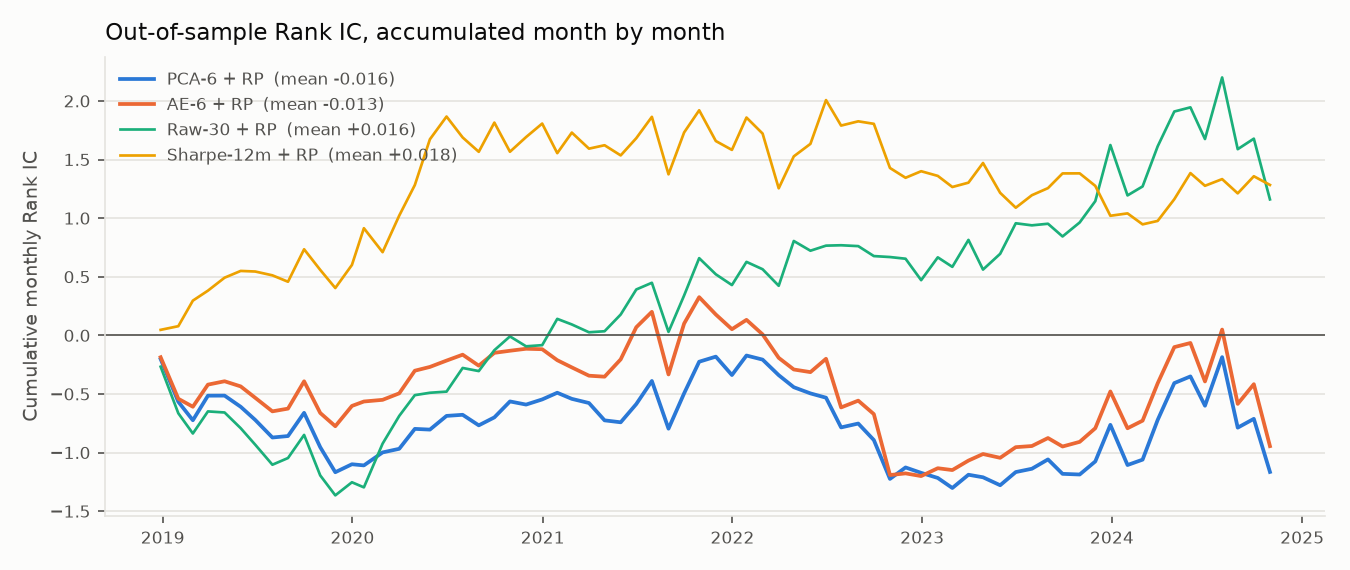 Out-of-sample Rank IC, accumulated month by month
PCA-6 + RP (mean -0.016)
AE-6 + RP (mean -0.013)
Raw-30 + RP (mean +0.016)
Sharpe-12m + RP (mean +0.018)
Cumulative monthly Rank IC
2.0
1.5
1.0
0.5
0.0
−0.5
−1.0
−1.5
2019
2020
2021
2022
2023
2024
2025